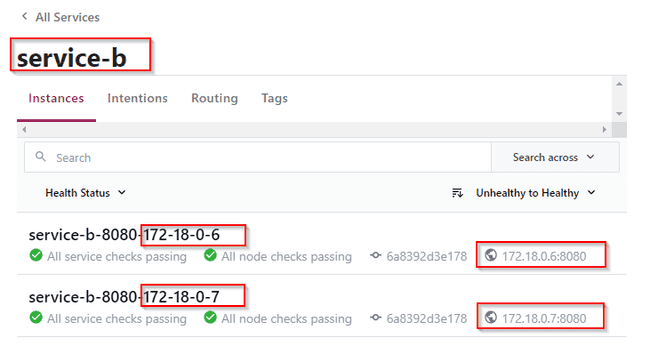 All Services
service-b
Instances Intentions Routing Tags
Search Search across
Health Status Unhealthy to Healthy
service-b-8080-172-18-0-6
All service checks passing All node checks passing 6a8392d3e178 172.18.0.6:8080
service-b-8080-172-18-0-7
All service checks passing All node checks passing 6a8392d3e178 172.18.0.7:8080